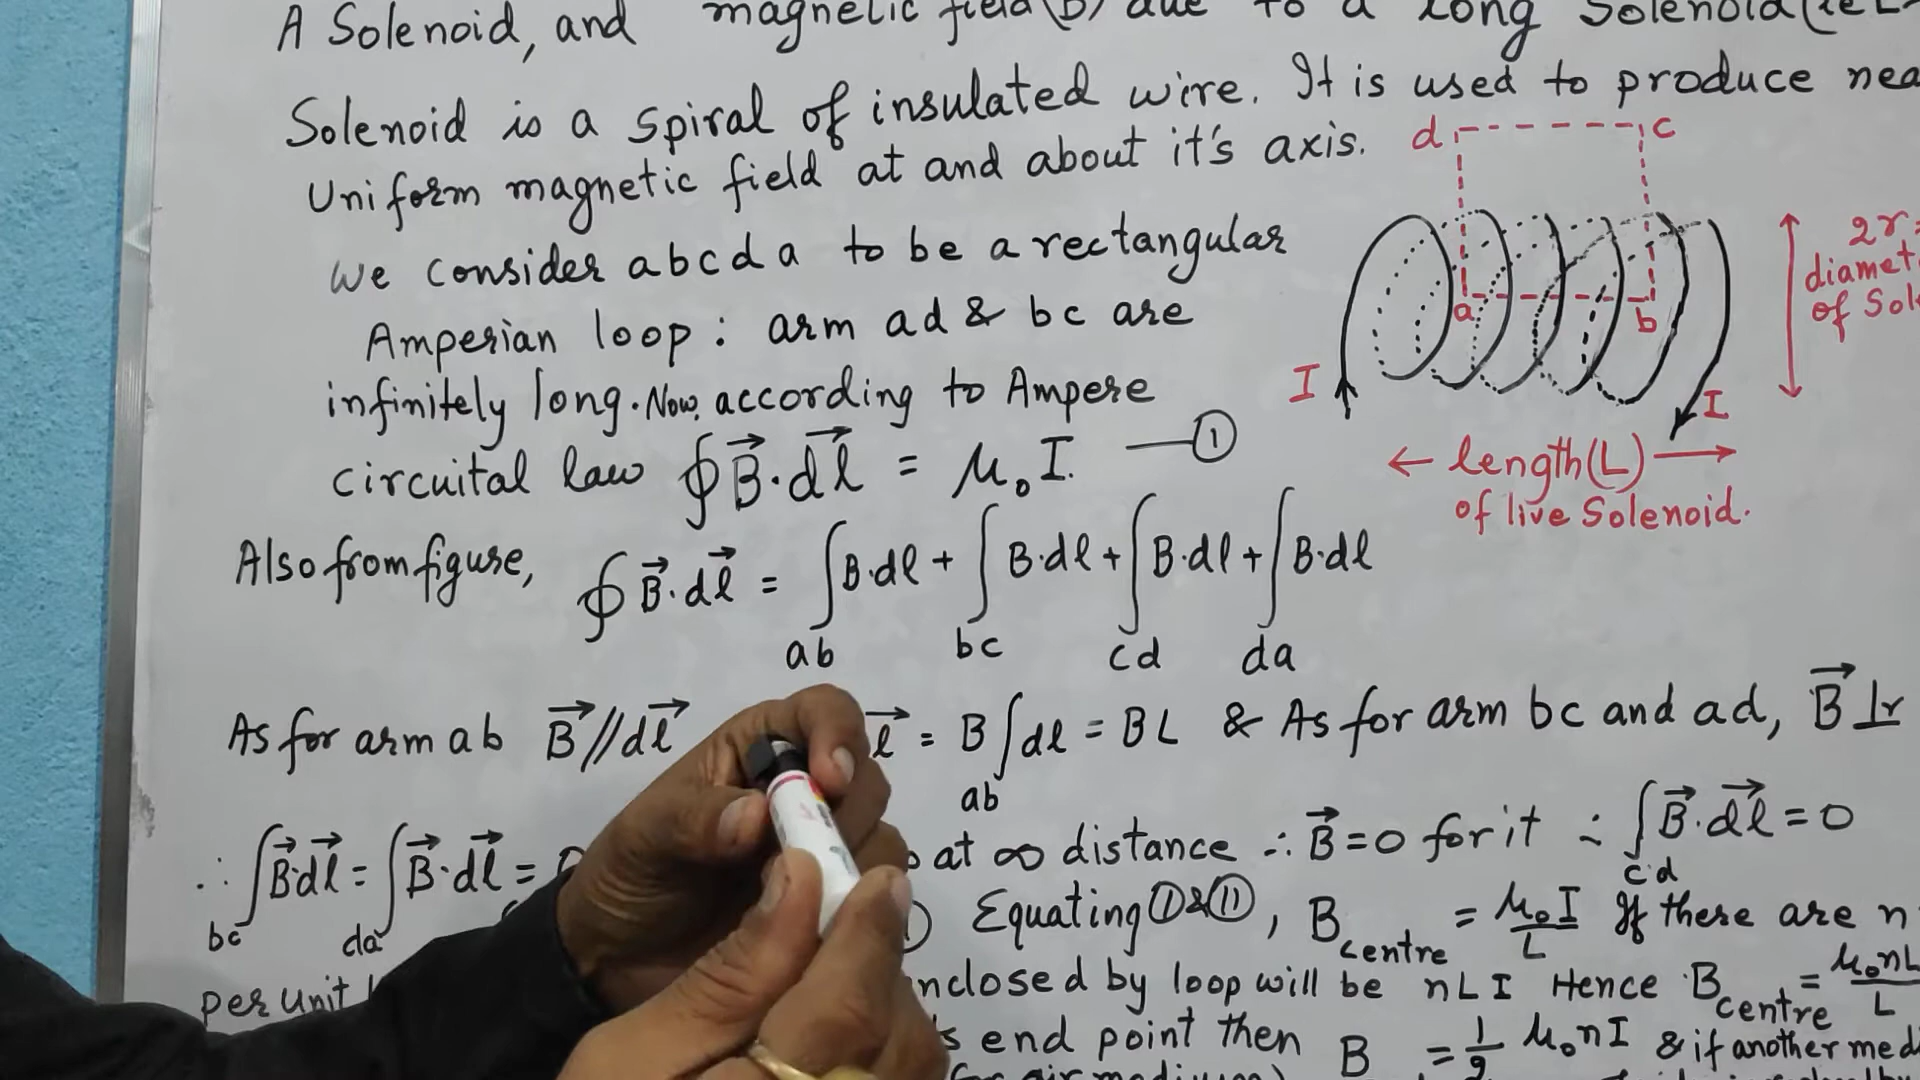 A Solenoid, and magnetic field (B) due to a long Solenoid
Solenoid is a spiral of insulated wire. It is used to produce
Uniform magnetic field at and about it's axis.
We consider abcda to be a rectangular
Amperian loop: arm ad & bc are
infinitely long. Now, according to Ampere
circuital law ∮B⃗·dl⃗ = μ₀I. —①
d c
a b
I I
2r =
of
← length(L) →
of live Solenoid.
Also from figure, ∮B⃗·dl⃗ = ∫B·dl + ∫B·dl + ∫B·dl + ∫B·dl
ab bc cd da
As for arm ab B⃗//dl⃗ l⃗ = B∫dl = BL & As for arm bc and ad, B⃗ ⊥r
ab
∴ ∫B⃗·dl⃗ = ∫B⃗·dl⃗ = at ∞ distance ∴ B⃗=0 for it ∴ ∫B⃗·dl⃗ = 0
bc da cd
Equating ① & ⑪, B centre = μ₀I/L If there are n
per unit enclosed by loop will be nLI Hence B centre = μ₀nL/L
end point then B = 1/2 μ₀nI & if another